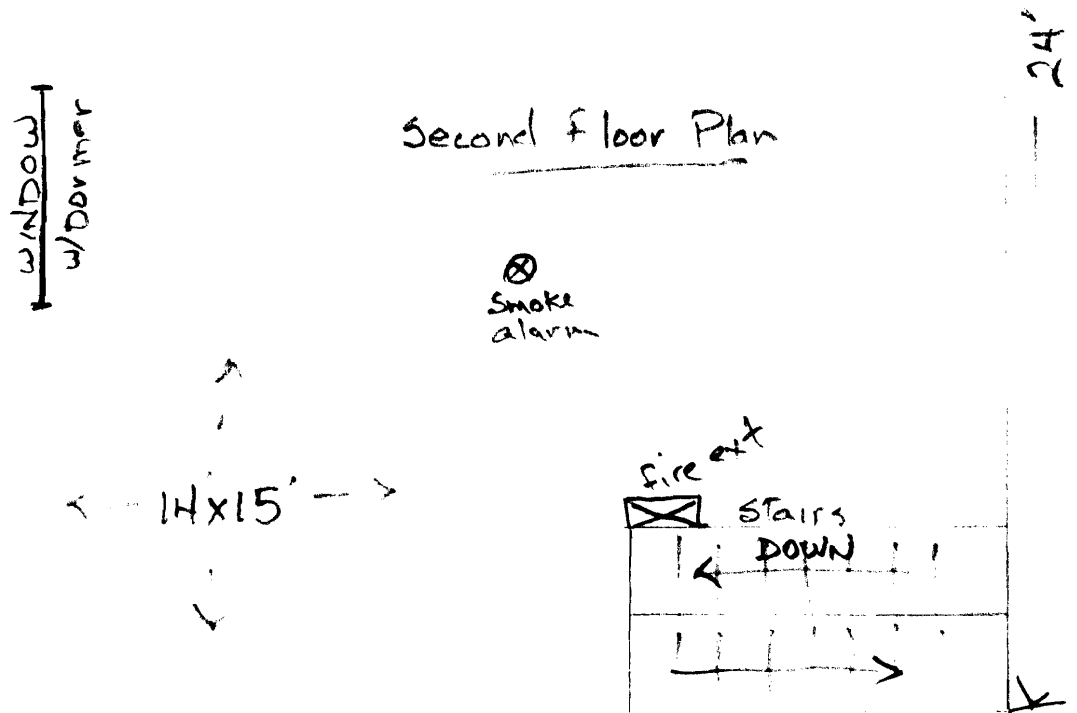 24'
WINDOW
w/Dormer
Second Floor Plan
Smoke
alarm
fire ext
14x15'
Stairs
DOWN